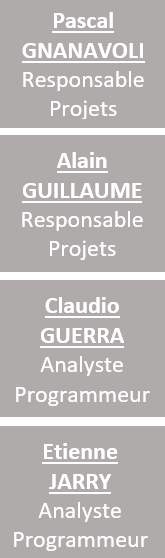 Pascal
GNANAVOLI
Responsable
Projets
Alain
GUILLAUME
Responsable
Projets
Claudio
GUERRA
Analyste
Programmeur
Etienne
JARRY
Analyste
Programmeur